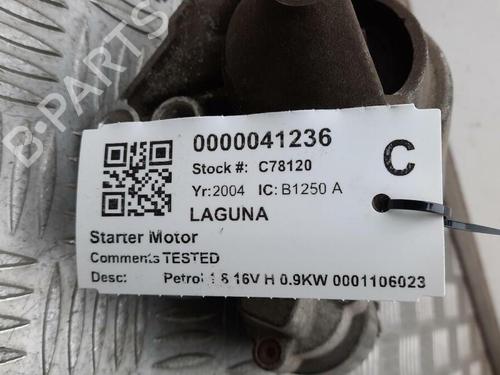 0000041236
C
Stock #: C78120
Yr:2004 IC: B1250 A
LAGUNA
Starter Motor
Comments TESTED
Desc: Petrol 1.8 16V H 0.9KW 0001106023
B-PARTS